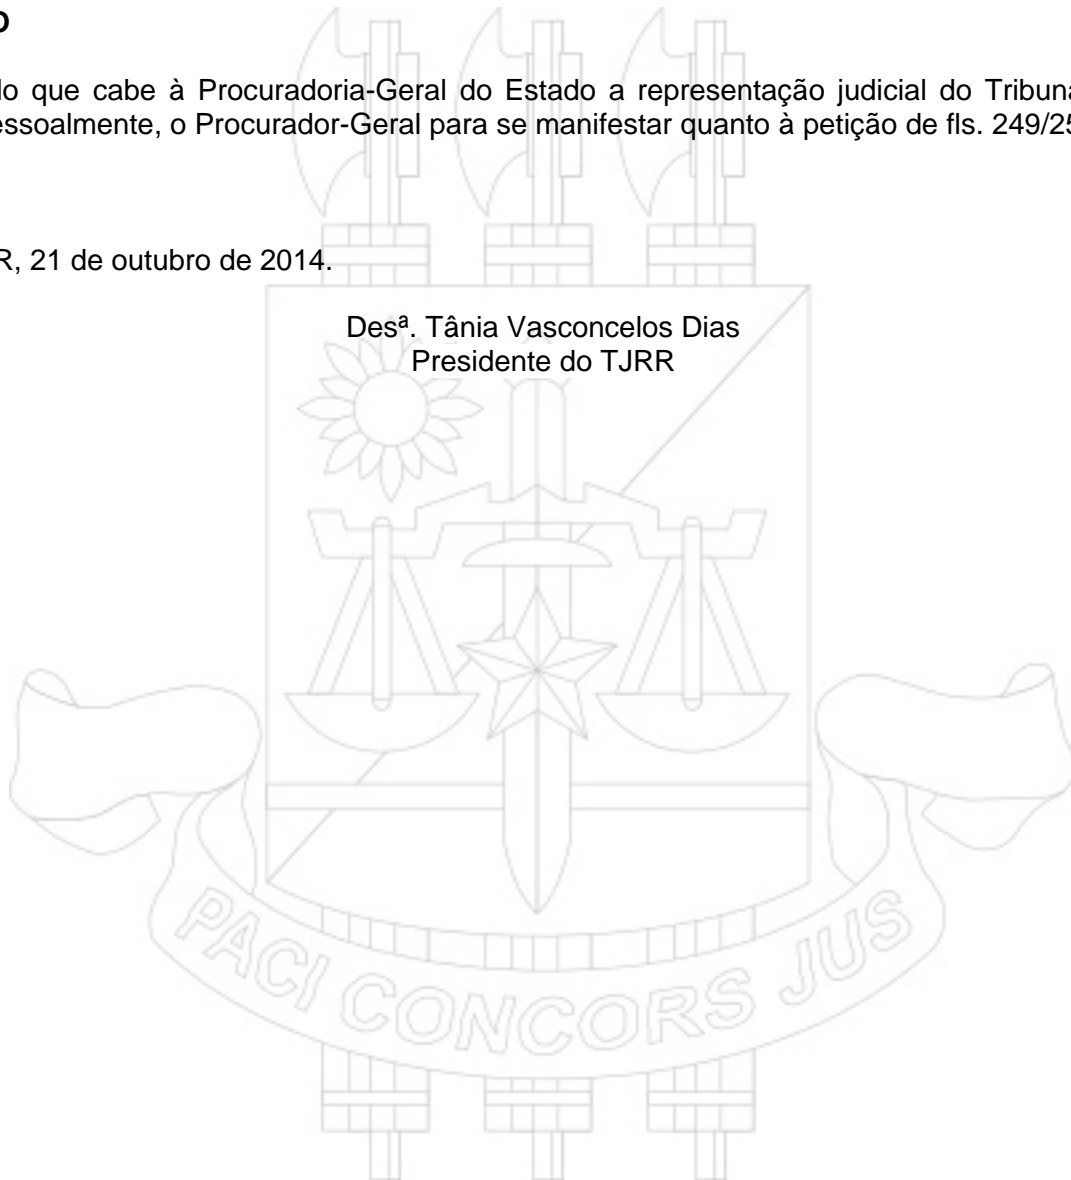 O
do que cabe à Procuradoria-Geral do Estado a representação judicial do Tribuna
essoalmente, o Procurador-Geral para se manifestar quanto à petição de fls. 249/25
R, 21 de outubro de 2014.
Desª. Tânia Vasconcelos Dias
Presidente do TJRR
PACI CONCORS JUS